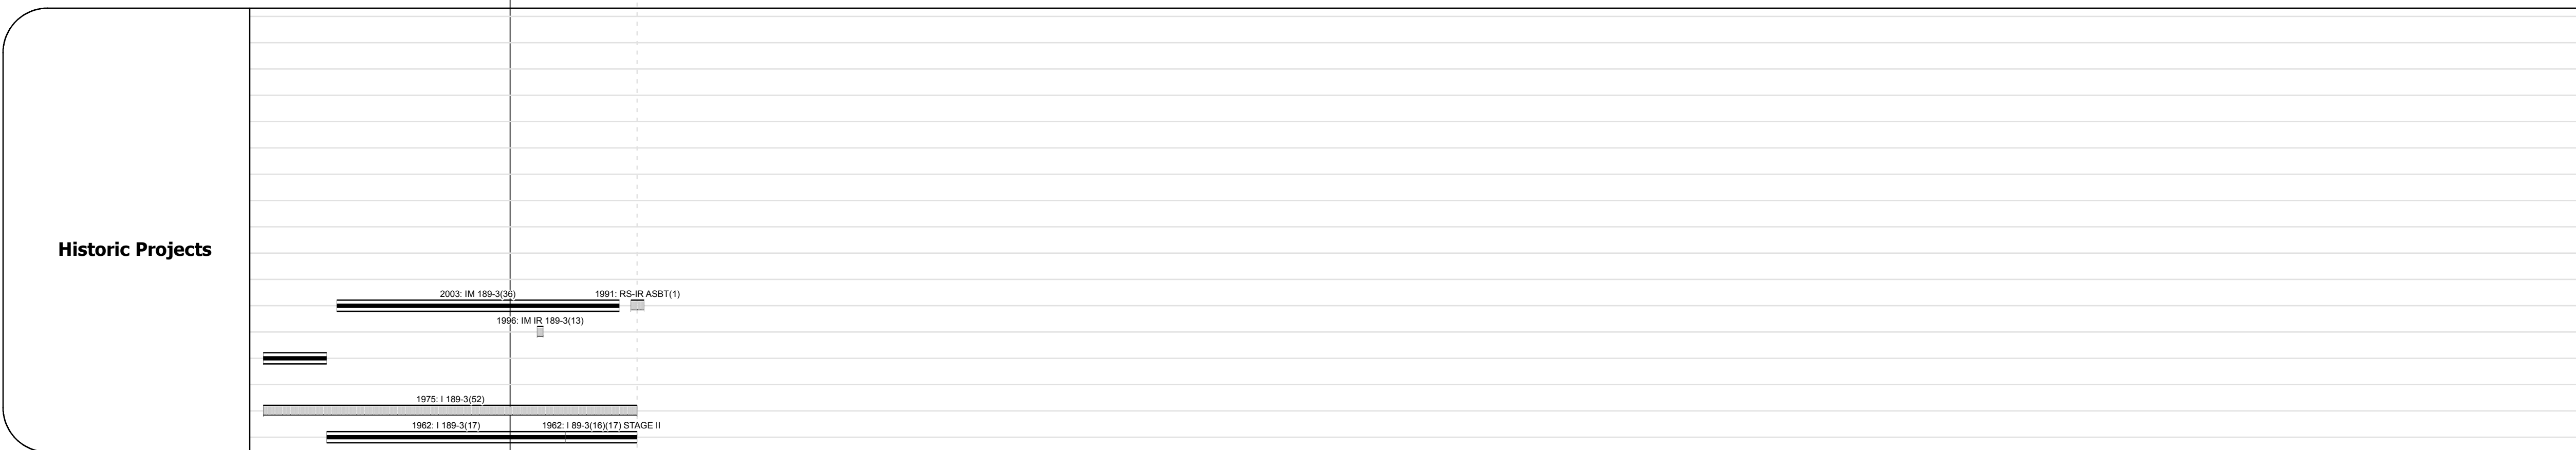 Historic Projects
2003: IM 189-3(36)
1991: RS-IR ASBT(1)
1996: IM IR 189-3(13)
1975: I 189-3(52)
1962: I 189-3(17)
1962: I 89-3(16)(17) STAGE II